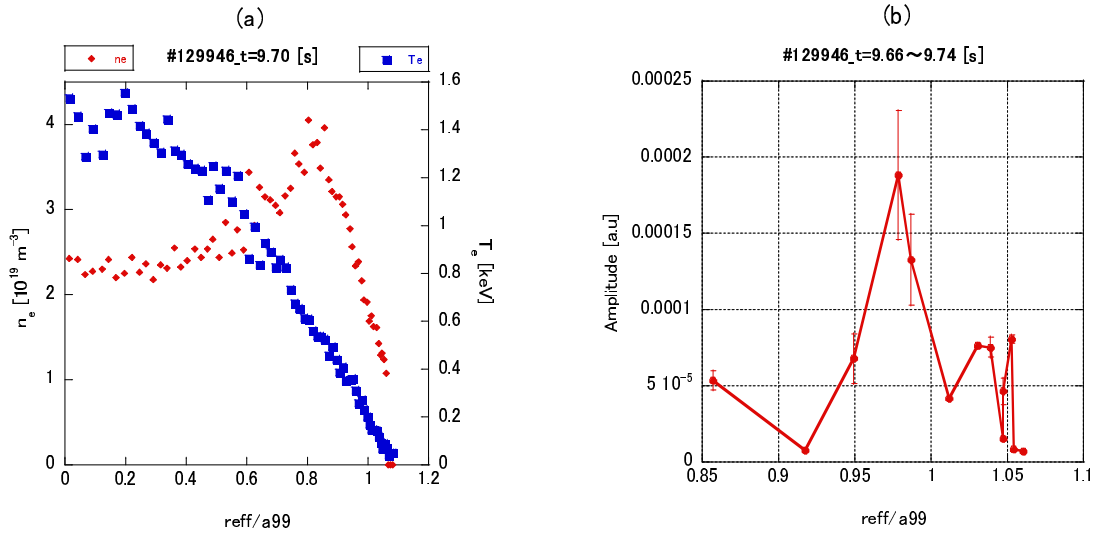 (a)
ne
#129946_t=9.70 [s]
Te
4
3
2
1
0
n_e [10^19 m^-3]
1.6
1.4
1.2
1
0.8
0.6
0.4
0.2
0
T_e [keV]
0 0.2 0.4 0.6 0.8 1 1.2
reff/a99
(b)
#129946_t=9.66～9.74 [s]
0.00025
0.0002
0.00015
0.0001
5 10^-5
0
Amplitude [a.u]
0.85 0.9 0.95 1 1.05 1.1
reff/a99